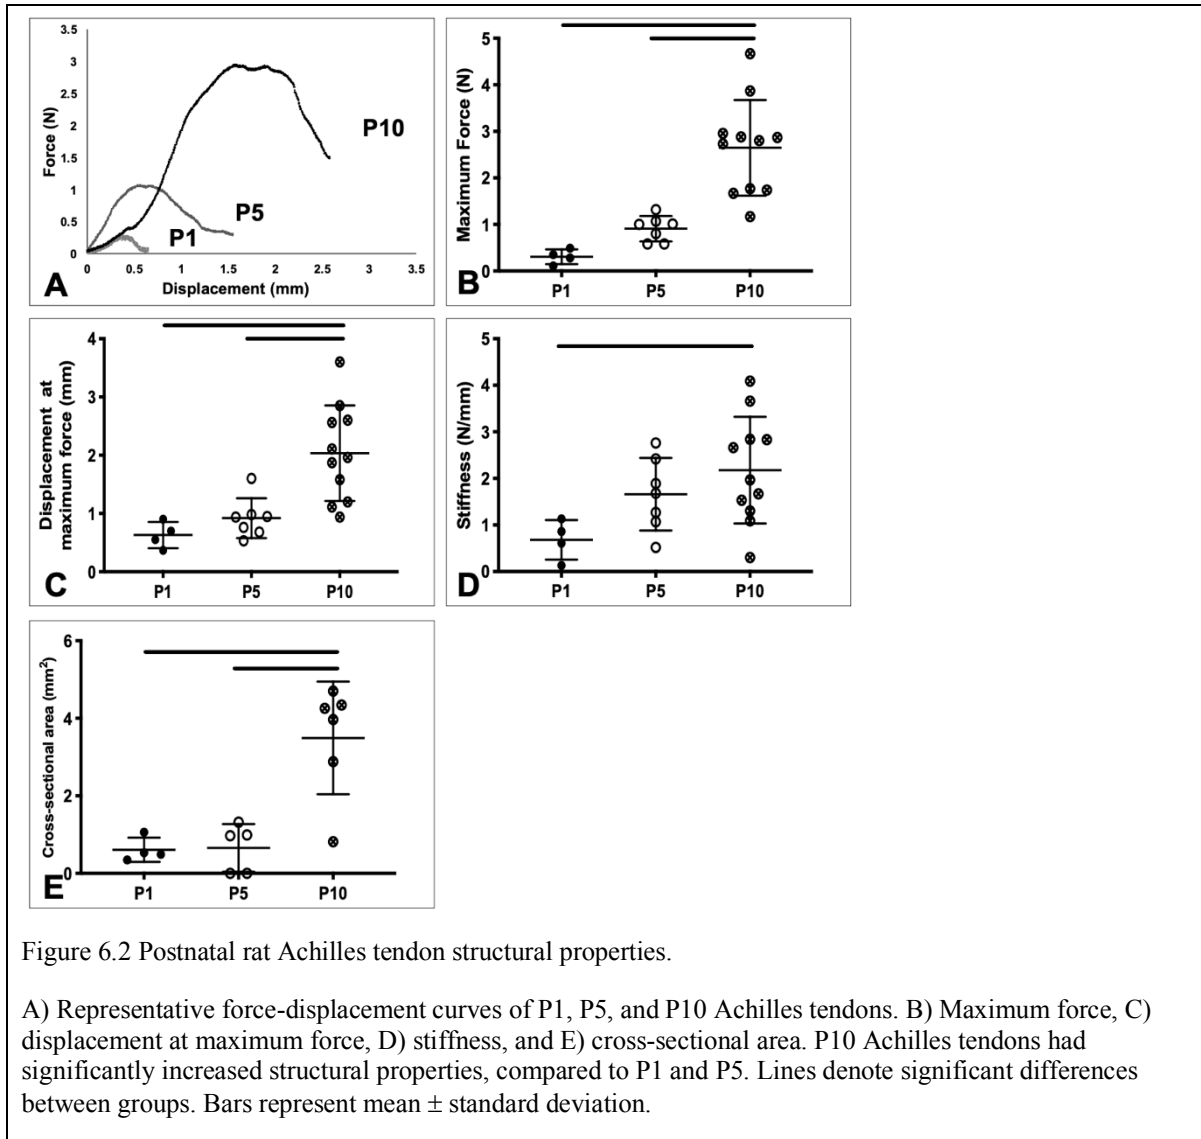 3.5
3
2.5
2
1.5
1
0.5
0
Force (N)
P10
P5
P1
0 0.5 1 1.5 2 2.5 3 3.5
Displacement (mm)
A
5
4
3
2
1
0
Maximum Force (N)
P1 P5 P10
B
4
3
2
1
0
Displacement at
maximum force (mm)
P1 P5 P10
C
5
4
3
2
1
0
Stiffness (N/mm)
P1 P5 P10
D
6
4
2
0
Cross-sectional area (mm²)
P1 P5 P10
E
Figure 6.2 Postnatal rat Achilles tendon structural properties.
A) Representative force-displacement curves of P1, P5, and P10 Achilles tendons. B) Maximum force, C)
displacement at maximum force, D) stiffness, and E) cross-sectional area. P10 Achilles tendons had
significantly increased structural properties, compared to P1 and P5. Lines denote significant differences
between groups. Bars represent mean ± standard deviation.